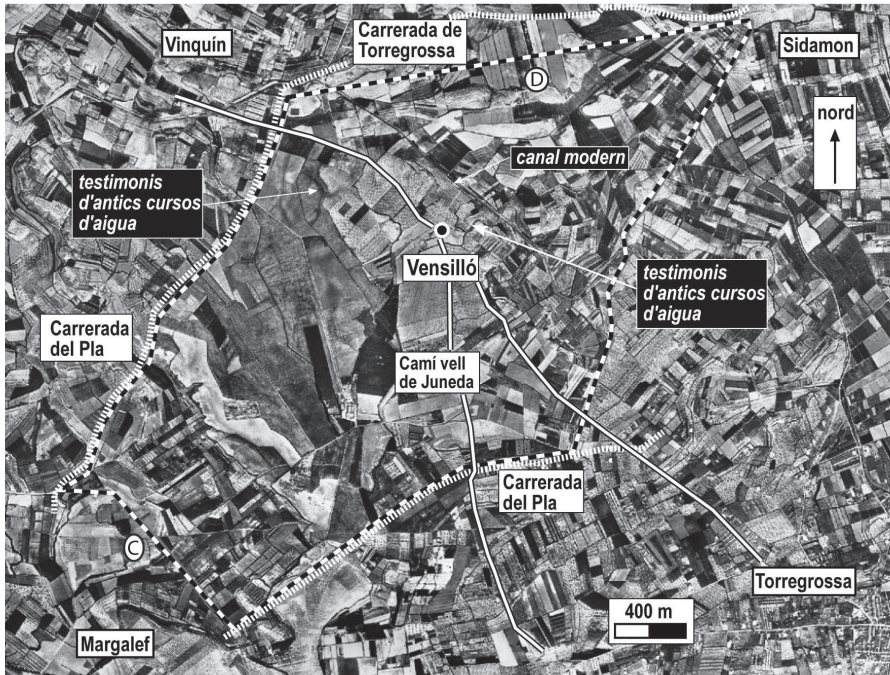 Vinquín
Carrerada de
Torregrossa
Sidamon
D
nord
canal modern
testimonis
d'antics cursos
d'aigua
Vensilló
testimonis
d'antics cursos
d'aigua
Carrerada
del Pla
Camí vell
de Juneda
Carrerada
del Pla
C
Torregrossa
400 m
Margalef